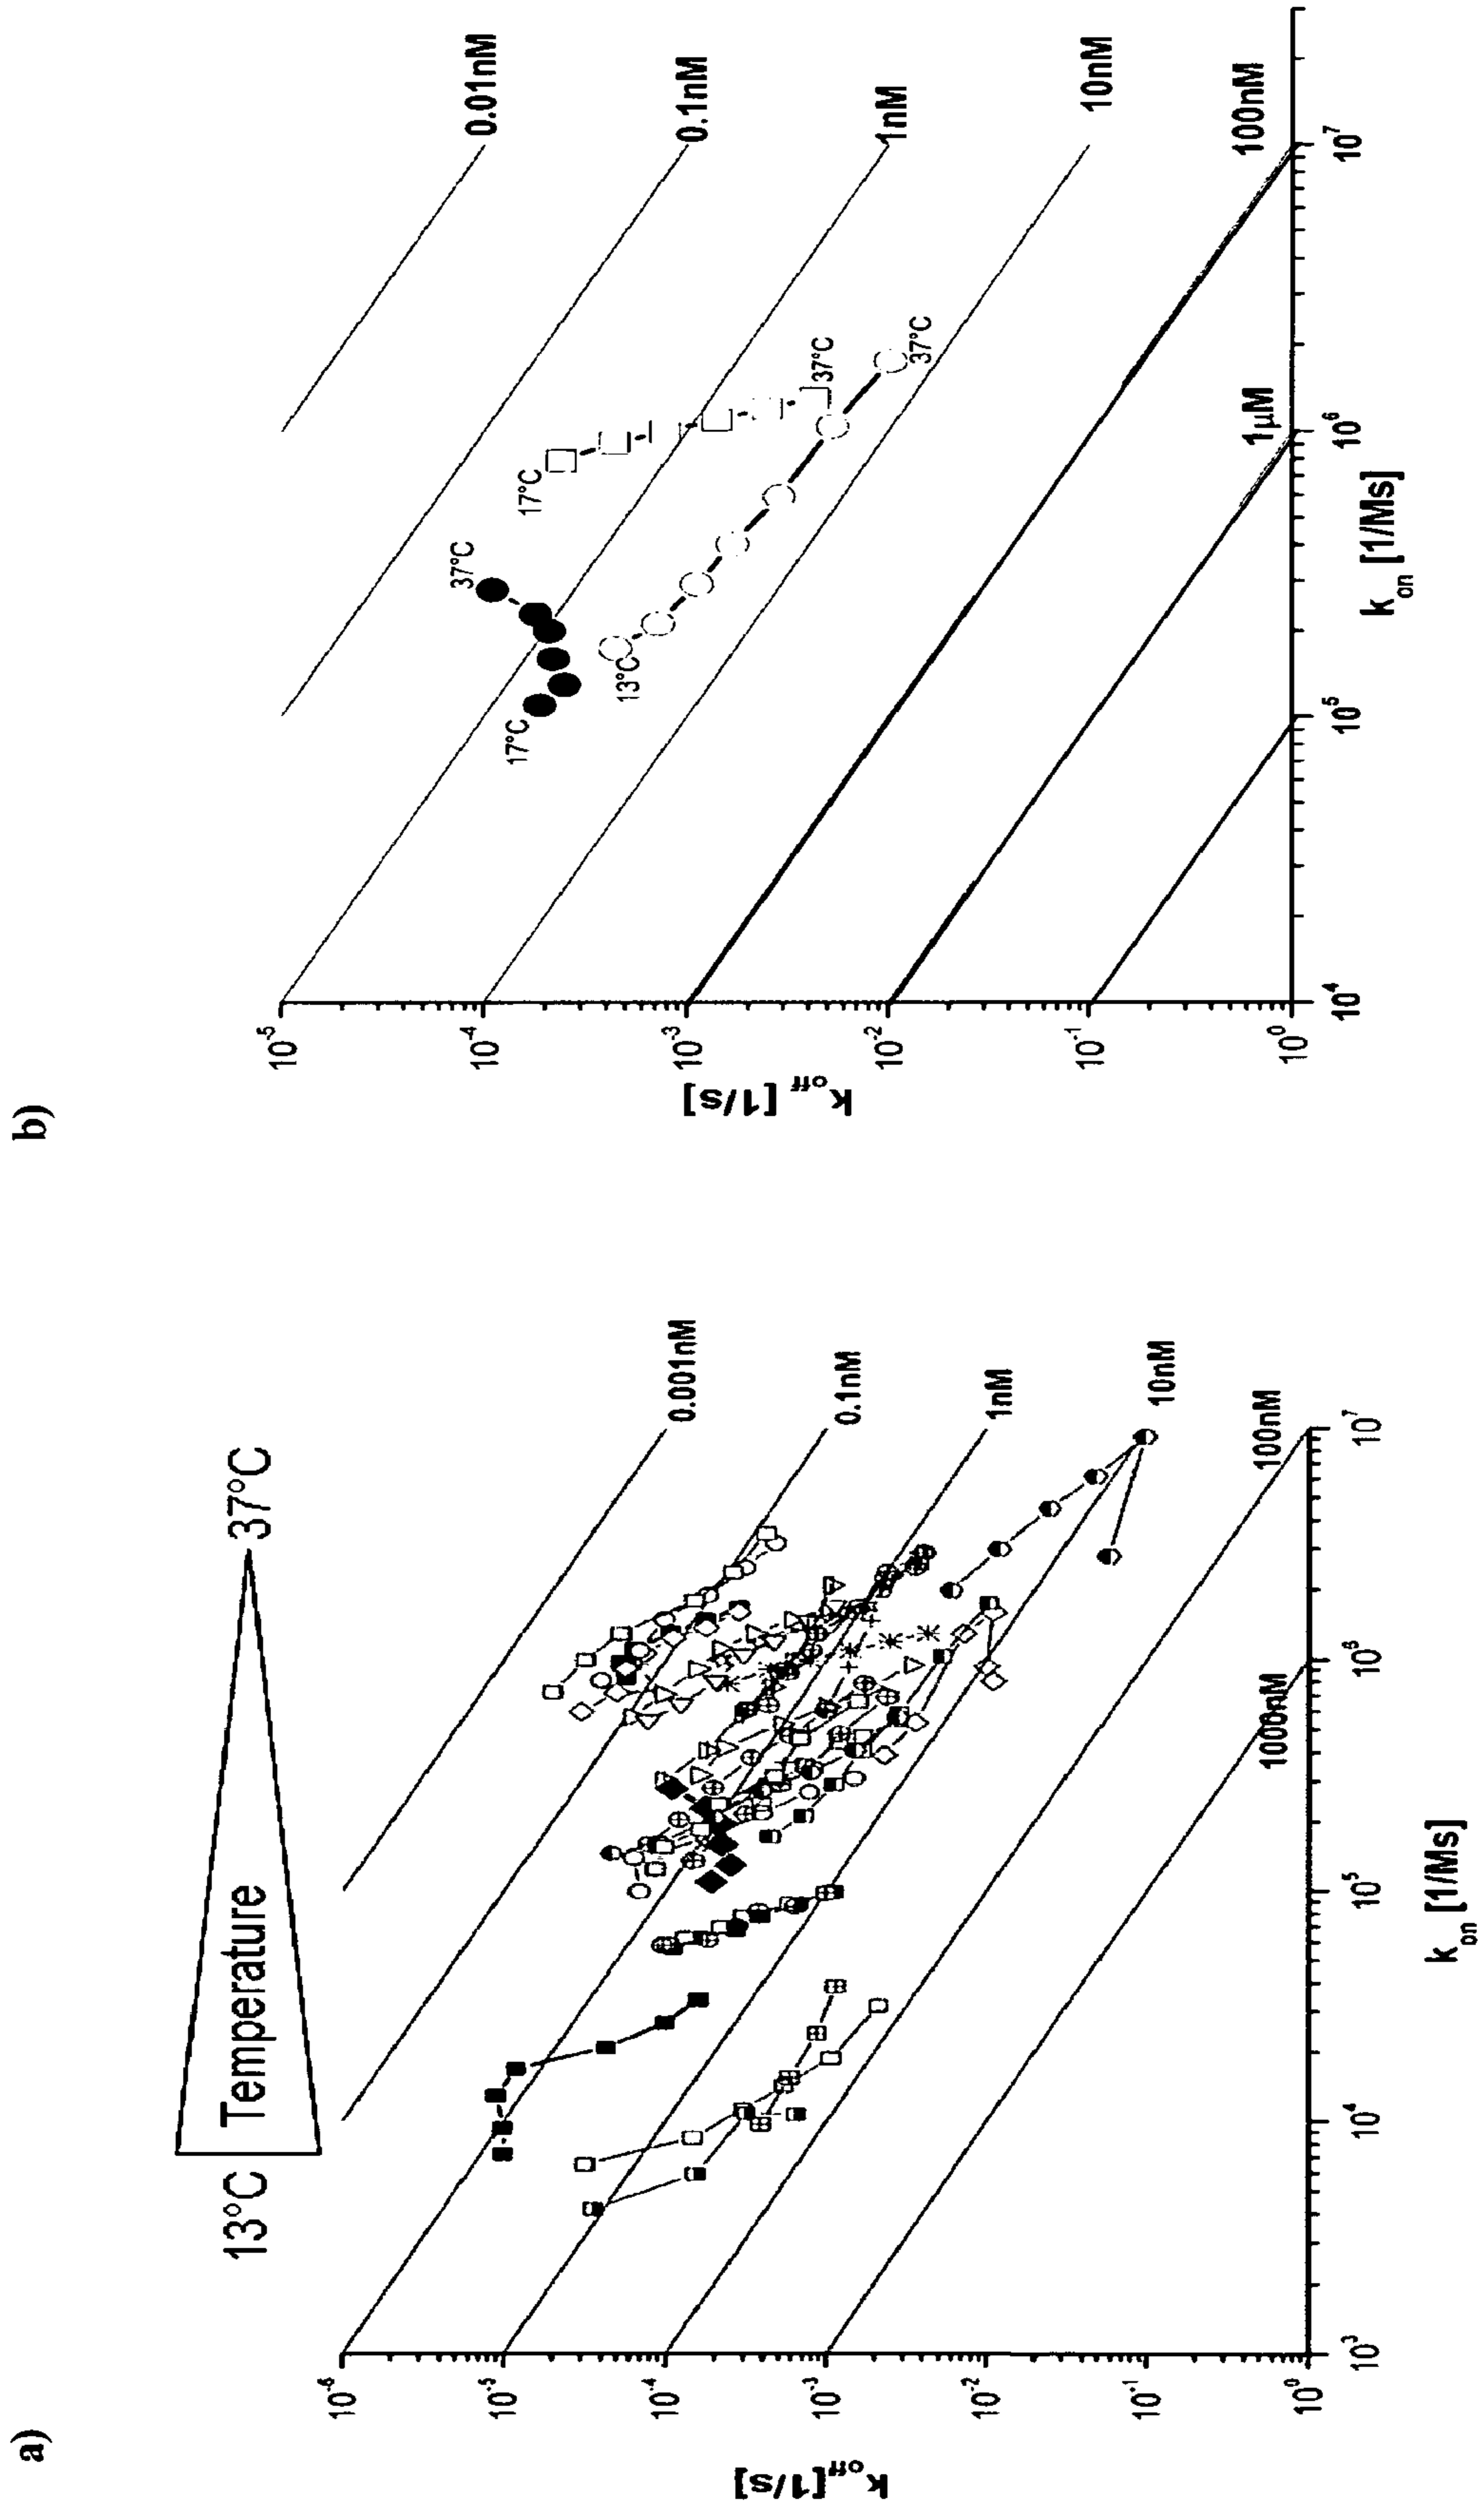 a)
13°C Temperature 37°C
k_off [1/s]
10^-6
10^-5
10^-4
10^-3
10^-2
10^-1
10^0
0.001nM
0.1nM
1nM
10nM
100nM
1000nM
10^3 10^4 10^5 10^6 10^7
k_on [1/Ms]
b)
k_off [1/s]
10^-5
10^-4
10^-3
10^-2
10^-1
10^0
0.01nM
0.1nM
1nM
10nM
100nM
1µM
17°C
37°C
17°C
37°C
13°C
37°C
10^4 10^5 10^6 10^7
k_on [1/Ms]